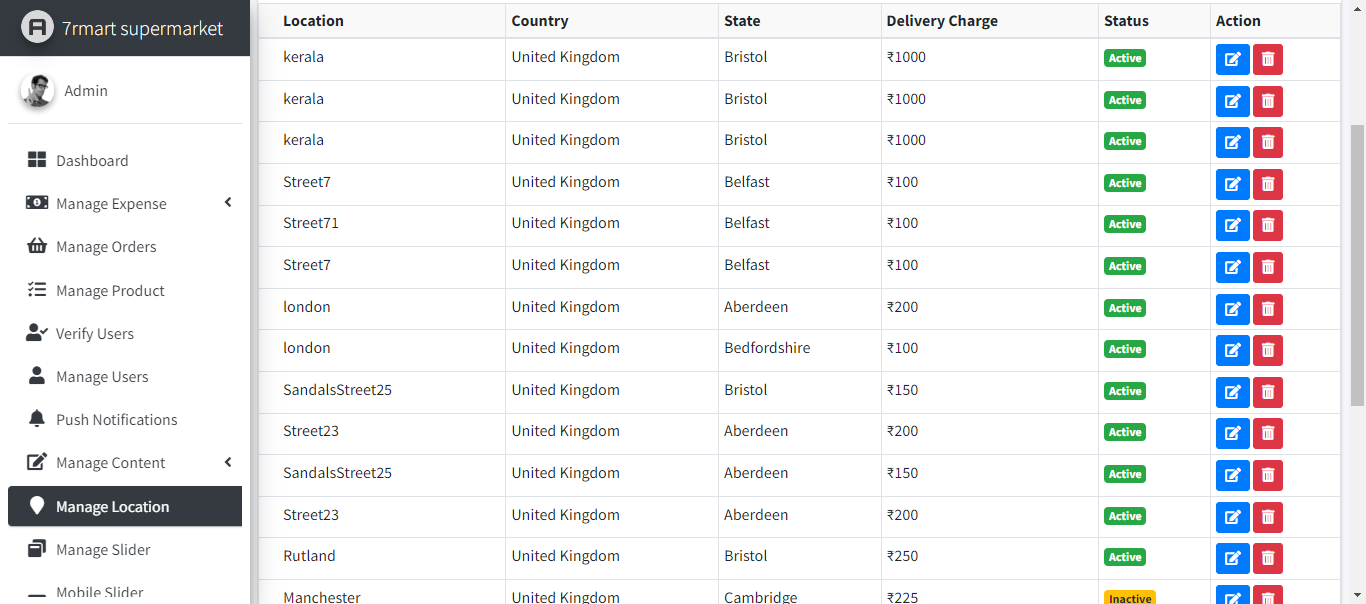 7rmart supermarket
Admin
Dashboard
Manage Expense
Manage Orders
Manage Product
Verify Users
Manage Users
Push Notifications
Manage Content
Manage Location
Manage Slider
Mobile Slider
Location Country State Delivery Charge Status Action
kerala United Kingdom Bristol ₹1000 Active
kerala United Kingdom Bristol ₹1000 Active
kerala United Kingdom Bristol ₹1000 Active
Street7 United Kingdom Belfast ₹100 Active
Street71 United Kingdom Belfast ₹100 Active
Street7 United Kingdom Belfast ₹100 Active
london United Kingdom Aberdeen ₹200 Active
london United Kingdom Bedfordshire ₹100 Active
SandalsStreet25 United Kingdom Bristol ₹150 Active
Street23 United Kingdom Aberdeen ₹200 Active
SandalsStreet25 United Kingdom Aberdeen ₹150 Active
Street23 United Kingdom Aberdeen ₹200 Active
Rutland United Kingdom Bristol ₹250 Active
Manchester United Kingdom Cambridge ₹225 Inactive